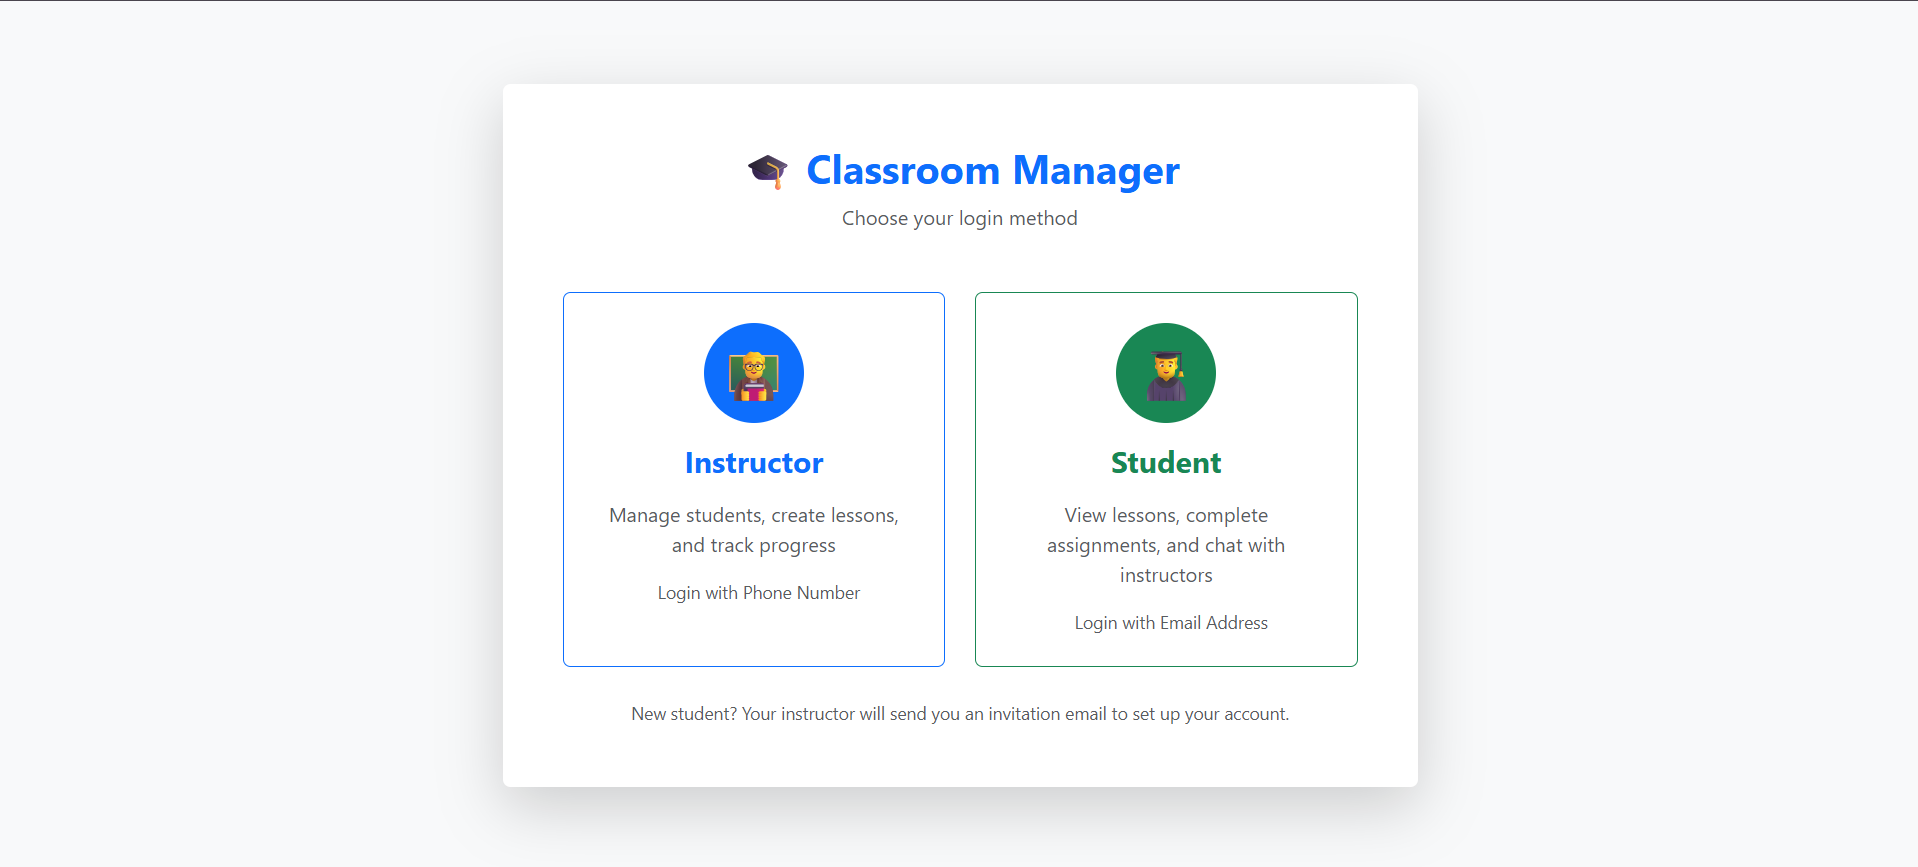 Classroom Manager
Choose your login method
Instructor
Manage students, create lessons,
and track progress
Login with Phone Number
Student
View lessons, complete
assignments, and chat with
instructors
Login with Email Address
New student? Your instructor will send you an invitation email to set up your account.